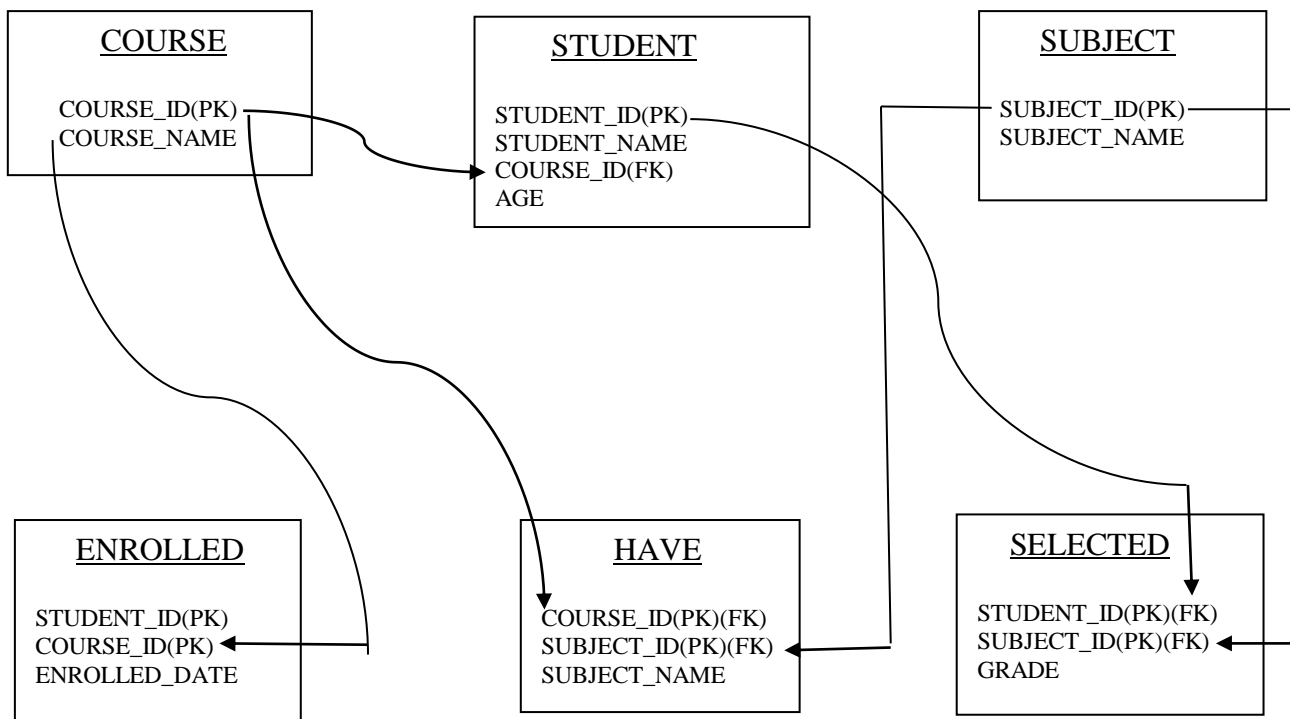 COURSE
COURSE_ID(PK)
COURSE_NAME
STUDENT
STUDENT_ID(PK)
STUDENT_NAME
COURSE_ID(FK)
AGE
SUBJECT
SUBJECT_ID(PK)
SUBJECT_NAME
ENROLLED
STUDENT_ID(PK)
COURSE_ID(PK)
ENROLLED_DATE
HAVE
COURSE_ID(PK)(FK)
SUBJECT_ID(PK)(FK)
SUBJECT_NAME
SELECTED
STUDENT_ID(PK)(FK)
SUBJECT_ID(PK)(FK)
GRADE